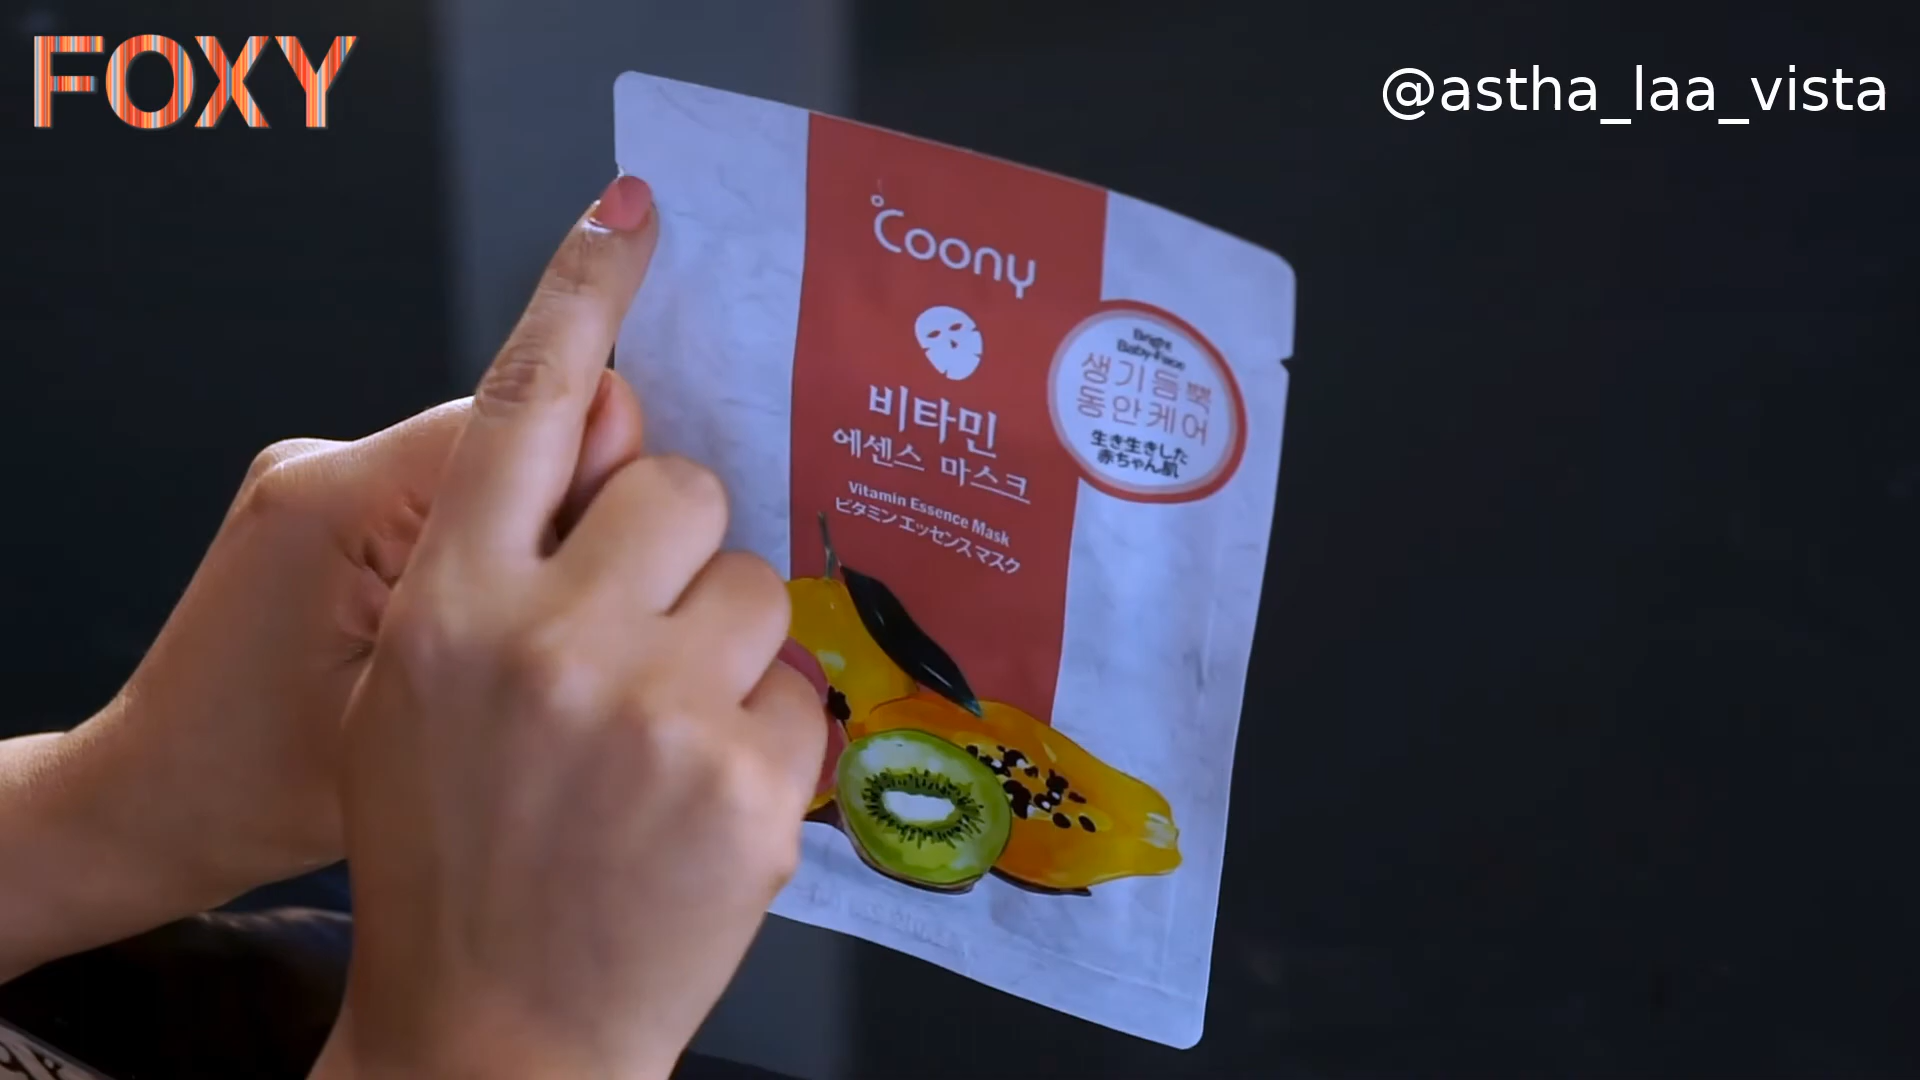 FOXY
@astha_laa_vista
Coony
비타민
에센스 마스크
Vitamin Essence Mask
ビタミンエッセンスマスク
Bright
Baby-Face
생기듬뿍
동안케어
生き生きした
赤ちゃん肌